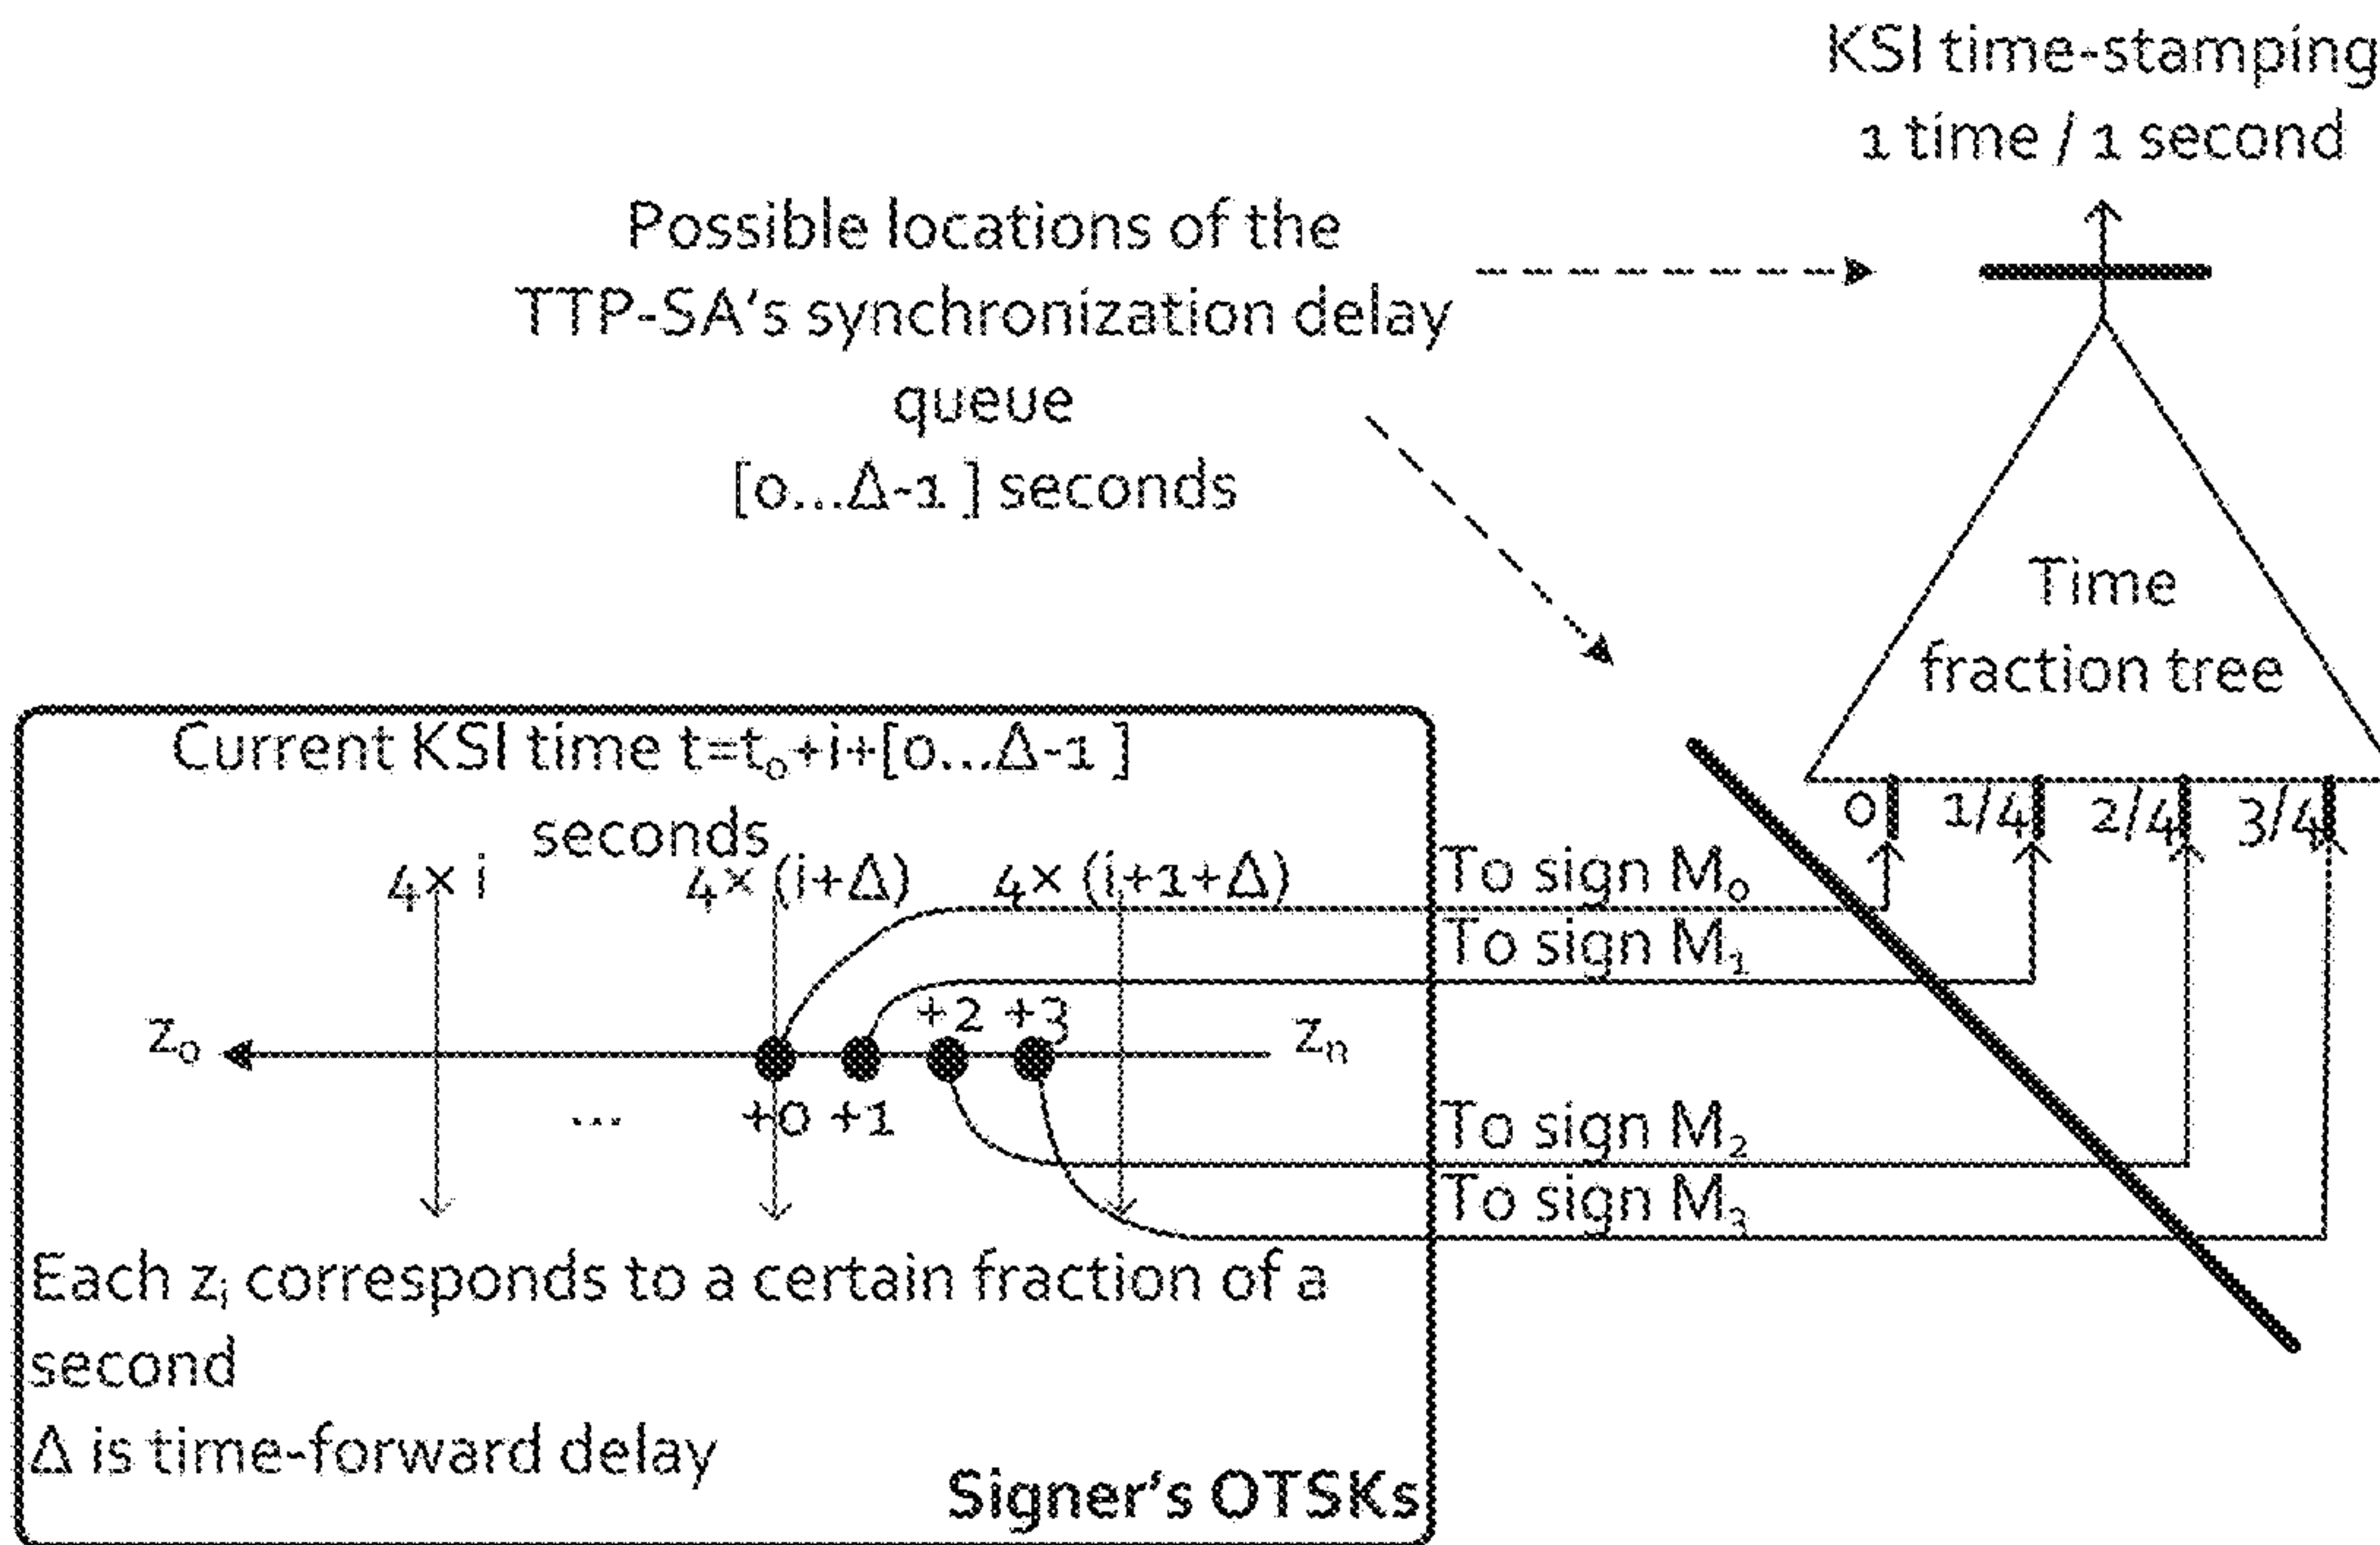 KSI time-stamping
1 time / 1 second
Possible locations of the
TTP-SA's synchronization delay
queue
[0...Δ-1 ] seconds
Time
fraction tree
0 1/4 2/4 3/4
Current KSI time t=t₀+i+[0...Δ-1 ]
seconds
4× i 4× (i+Δ) 4× (i+1+Δ)
To sign M₀
To sign M₁
+2 +3
z₀ zₙ
... +0 +1
To sign M₂
To sign M₃
Each zᵢ corresponds to a certain fraction of a
second
Δ is time-forward delay
Signer's OTSKs